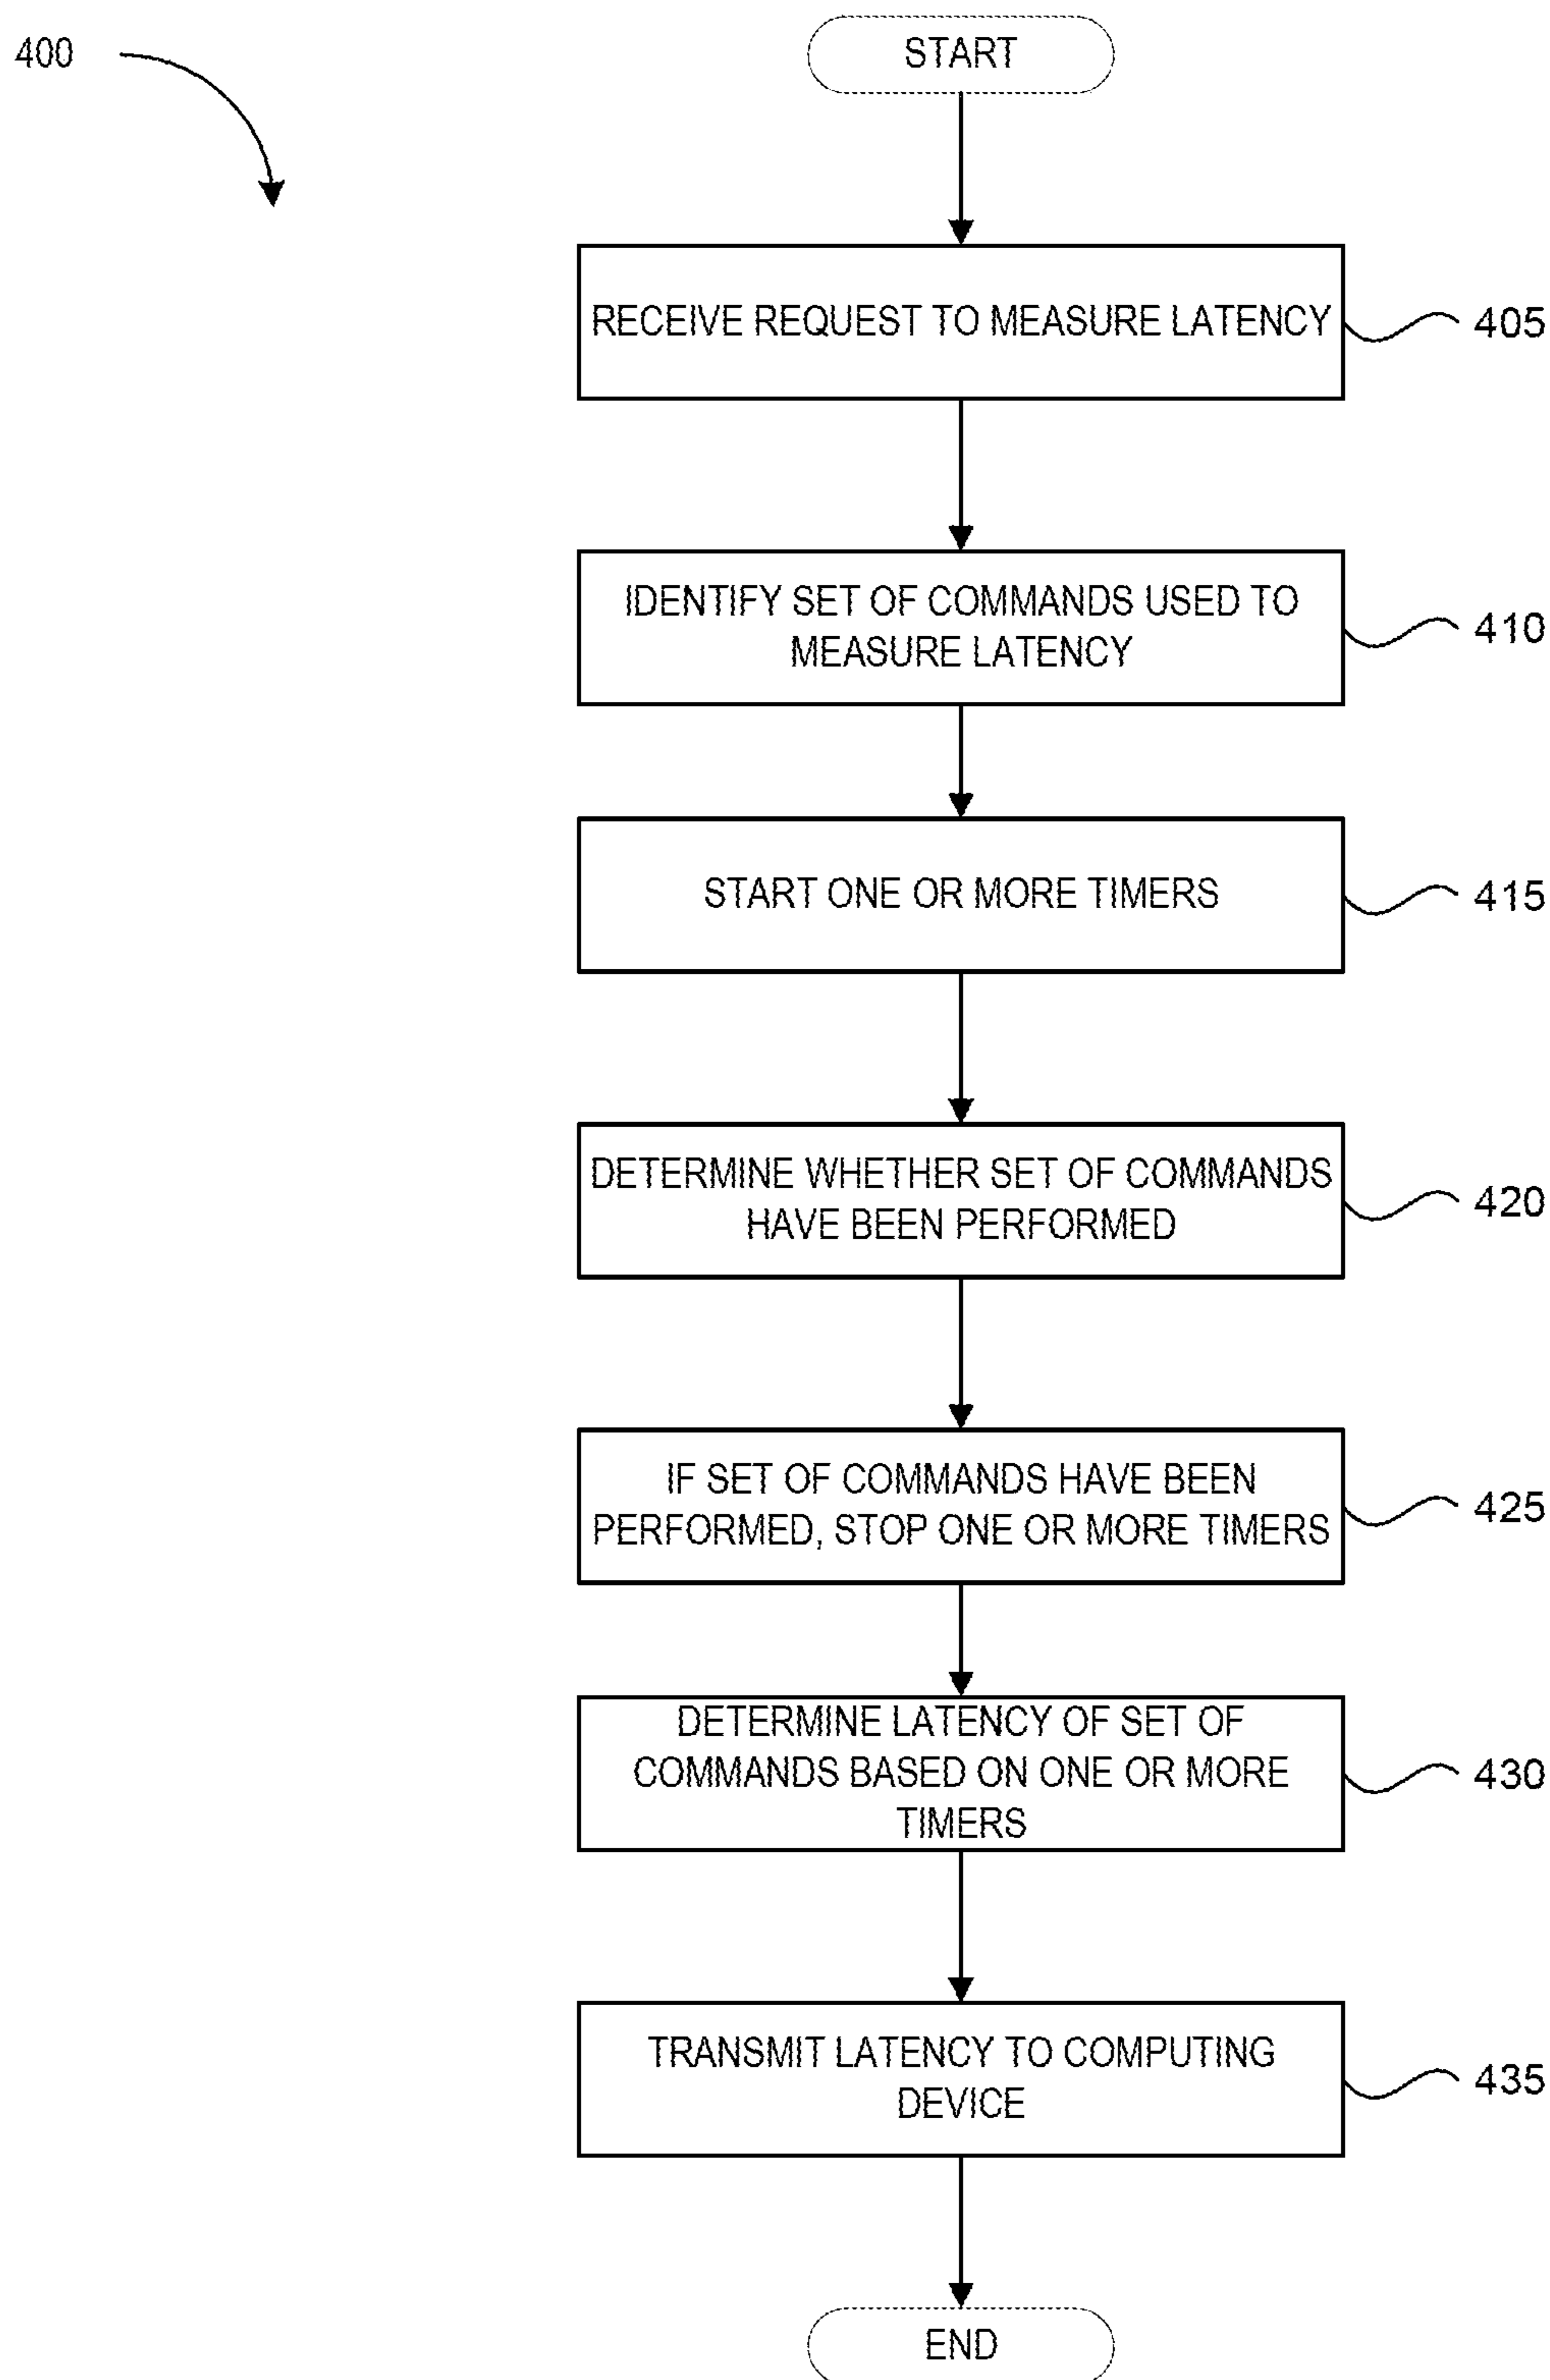 400
START
RECEIVE REQUEST TO MEASURE LATENCY
405
IDENTIFY SET OF COMMANDS USED TO
MEASURE LATENCY
410
START ONE OR MORE TIMERS
415
DETERMINE WHETHER SET OF COMMANDS
HAVE BEEN PERFORMED
420
IF SET OF COMMANDS HAVE BEEN
PERFORMED, STOP ONE OR MORE TIMERS
425
DETERMINE LATENCY OF SET OF
COMMANDS BASED ON ONE OR MORE
TIMERS
430
TRANSMIT LATENCY TO COMPUTING
DEVICE
435
END